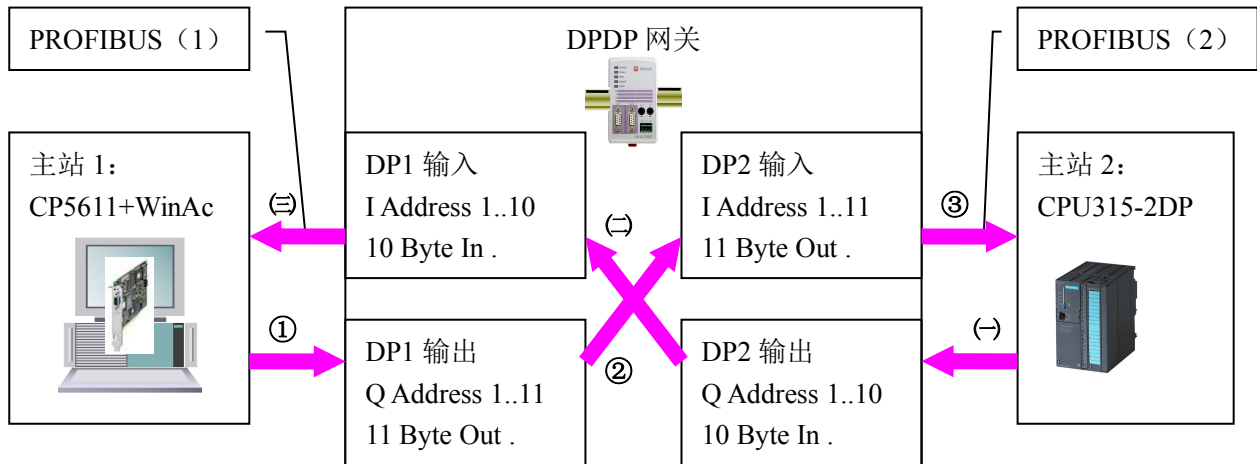 PROFIBUS（1）
DPDP 网关
PROFIBUS（2）
主站 1：
CP5611+WinAc
㈢
DP1 输入
I Address 1..10
10 Byte In .
㈡
DP2 输入
I Address 1..11
11 Byte Out .
③
主站 2：
CPU315-2DP
①
DP1 输出
Q Address 1..11
11 Byte Out .
②
DP2 输出
Q Address 1..10
10 Byte In .
㈠